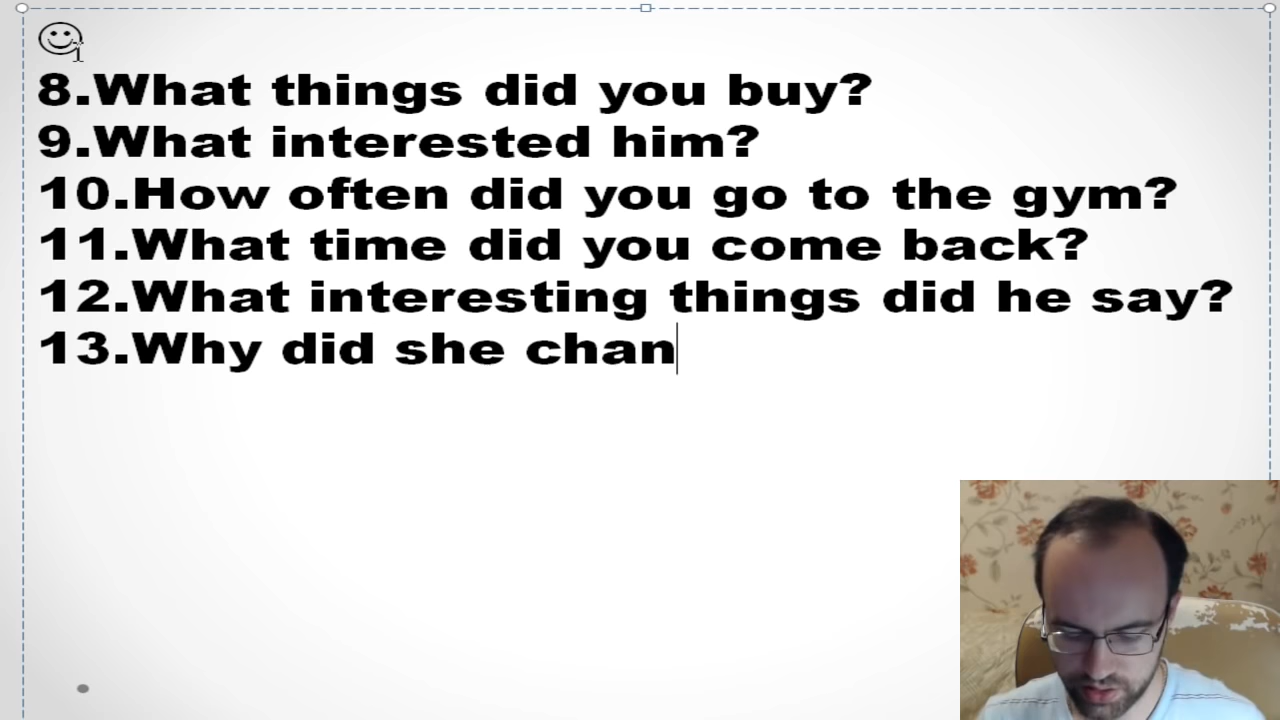 8.What things did you buy?
9.What interested him?
10.How often did you go to the gym?
11.What time did you come back?
12.What interesting things did he say?
13.Why did she chan